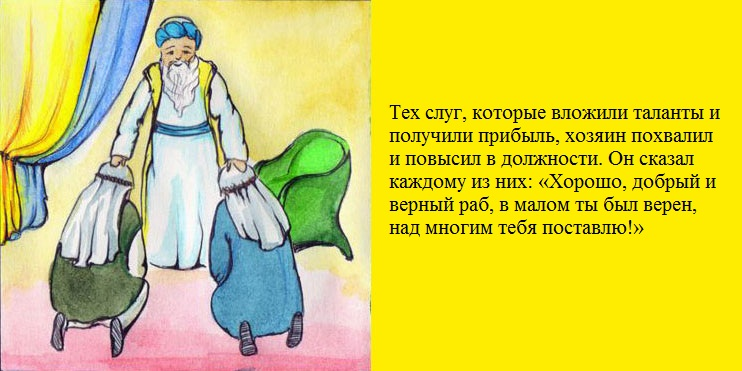 Тех слуг, которые вложили таланты и
получили прибыль, хозяин похвалил
и повысил в должности. Он сказал
каждому из них: «Хорошо, добрый и
верный раб, в малом ты был верен,
над многим тебя поставлю!»